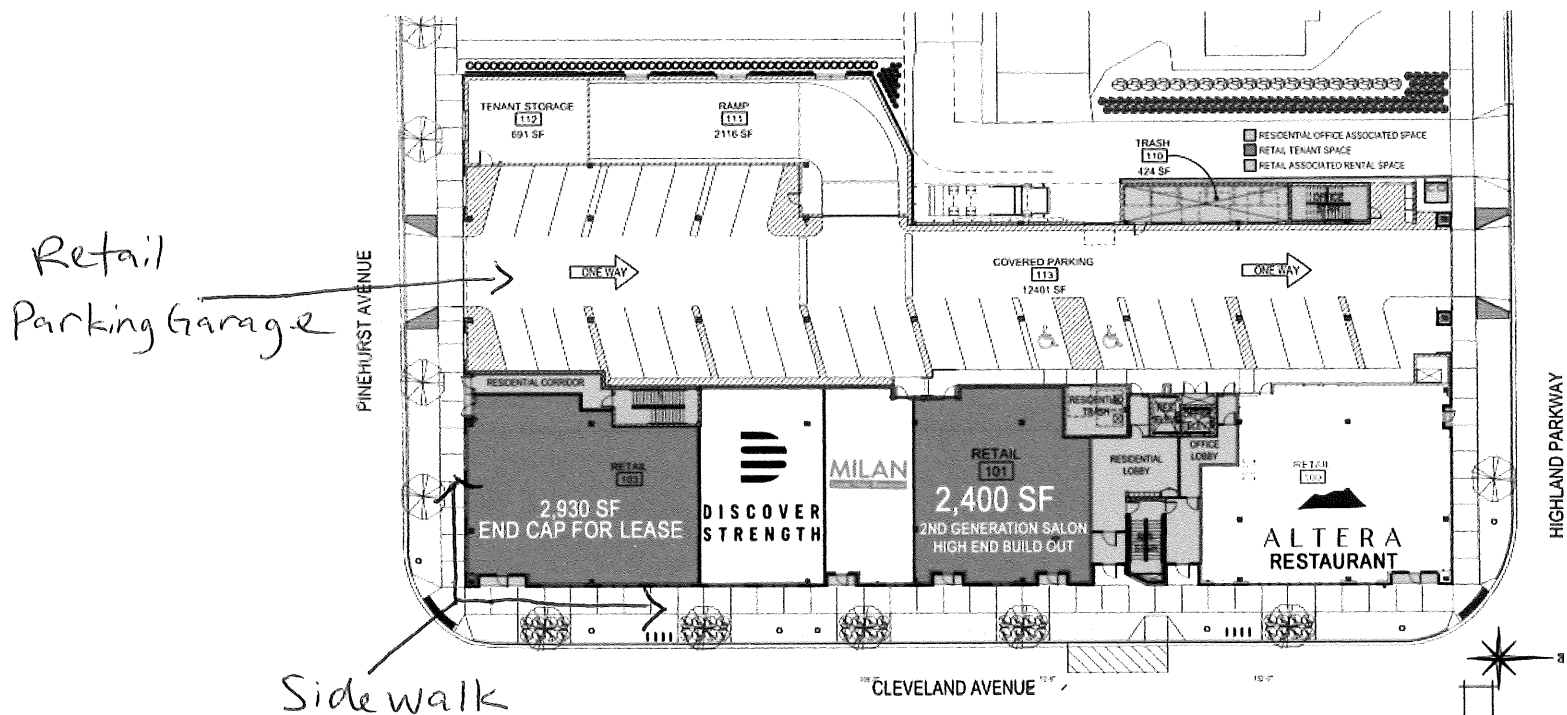 TENANT STORAGE
112
691 SF
RAMP
111
2116 SF
TRASH
110
424 SF
RESIDENTIAL/OFFICE ASSOCIATED SPACE
RETAIL TENANT SPACE
RETAIL ASSOCIATED RENTAL SPACE
Retail
Parking Garage
PINEHURST AVENUE
ONE WAY
COVERED PARKING
113
12401 SF
ONE WAY
HIGHLAND PARKWAY
RESIDENTIAL CORRIDOR
RESIDENTIAL
TRASH
RETAIL
103
2,930 SF
END CAP FOR LEASE
DISCOVER
STRENGTH
MILAN
RETAIL
101
2,400 SF
2ND GENERATION SALON
HIGH END BUILD OUT
RESIDENTIAL
LOBBY
OFFICE
LOBBY
RETAIL
ALTERA
RESTAURANT
Sidewalk
CLEVELAND AVENUE